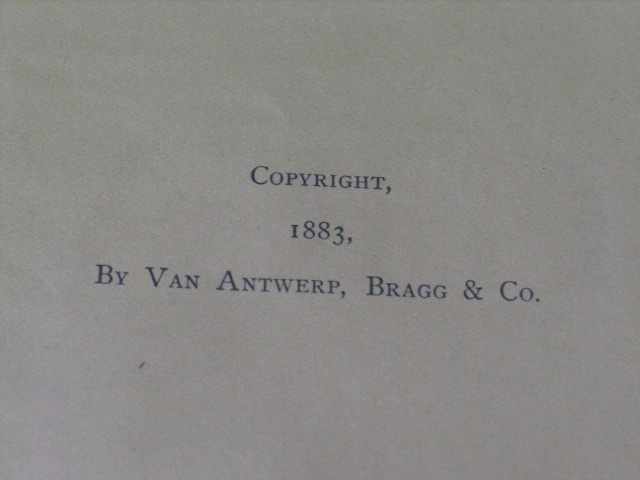 Copyright,
1883,
By Van Antwerp, Bragg & Co.